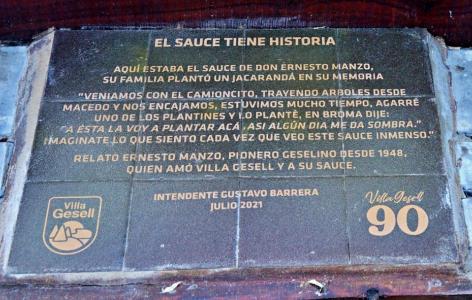 EL SAUCE TIENE HISTORIA
AQUÍ ESTABA EL SAUCE DE DON ERNESTO MANZO,
SU FAMILIA PLANTÓ UN JACARANDÁ EN SU MEMORIA
"VENIAMOS CON EL CAMIONCITO, TRAYENDO ARBOLES DESDE
MACEDO Y NOS ENCAJAMOS, ESTUVIMOS MUCHO TIEMPO, AGARRÉ
UNO DE LOS PLANTINES Y LO PLANTÉ, EN BROMA DIJE:
"A ÉSTA LA VOY A PLANTAR ACÁ, ASI ALGÚN DIA ME DA SOMBRA."
IMAGINATE LO QUE SIENTO CADA VEZ QUE VEO ESTE SAUCE INMENSO."
RELATO ERNESTO MANZO, PIONERO GESELINO DESDE 1948,
QUIEN AMÓ VILLA GESELL Y A SU SAUCE.
INTENDENTE GUSTAVO BARRERA
JULIO 2021
Villa
Gesell
Villa Gesell
90